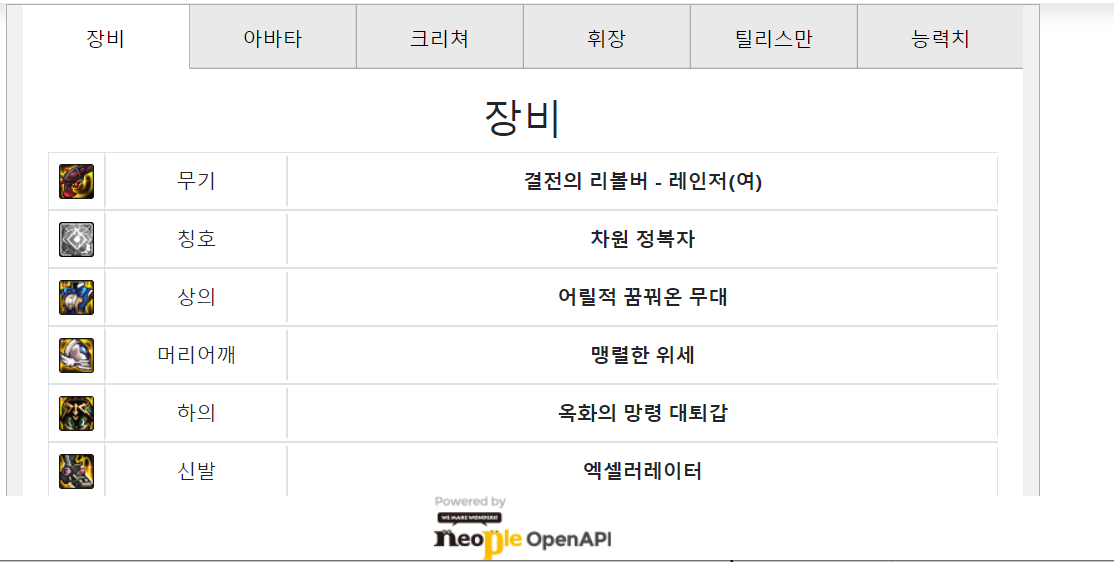 장비 아바타 크리쳐 휘장 틸리스만 능력치
장비
무기 결전의 리볼버 - 레인저(여)
칭호 차원 정복자
상의 어릴적 꿈꿔온 무대
머리어깨 맹렬한 위세
하의 옥화의 망령 대퇴갑
신발 엑셀러레이터
Powered by
WE MAKE WONDERS!
neople OpenAPI